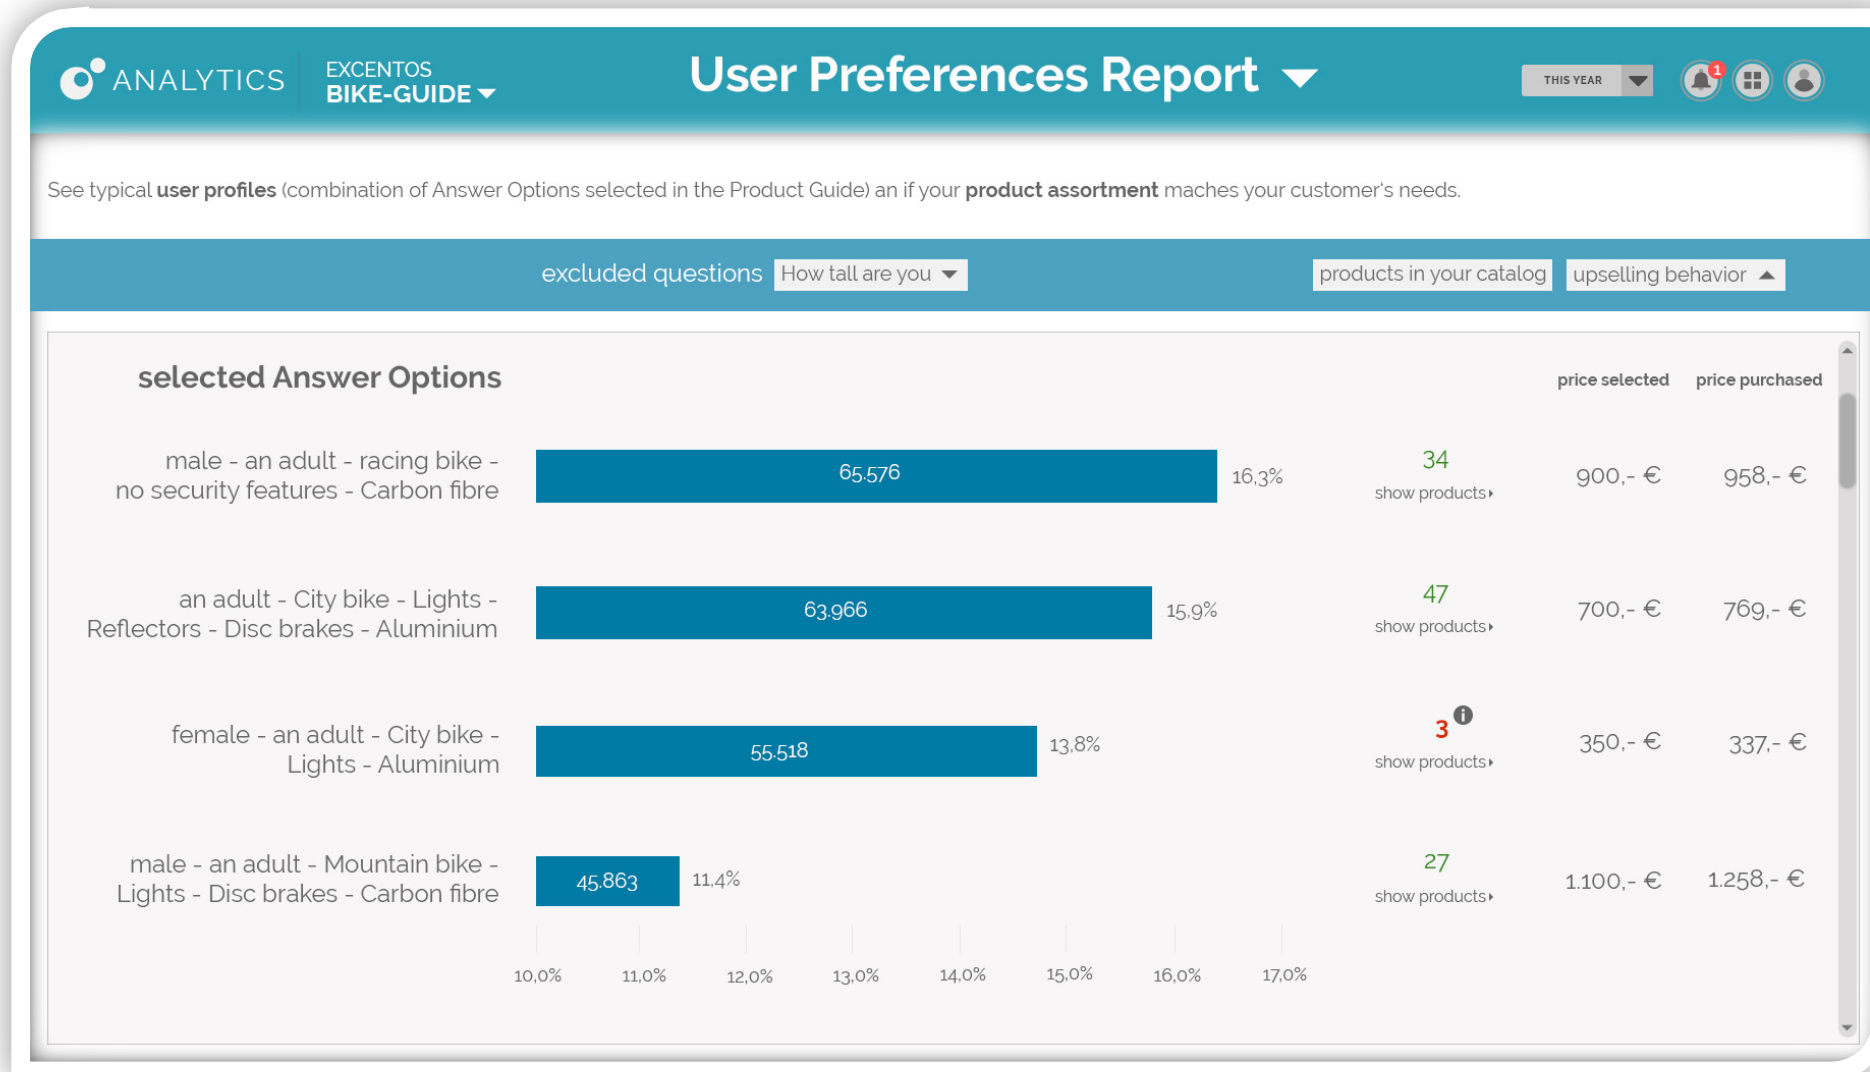 ANALYTICS
EXCENTOS
BIKE-GUIDE
User Preferences Report
THIS YEAR
1
See typical user profiles (combination of Answer Options selected in the Product Guide) an if your product assortment maches your customer's needs.
excluded questions
How tall are you
products in your catalog
upselling behavior
selected Answer Options
price selected
price purchased
male - an adult - racing bike -
no security features - Carbon fibre
65.576
16,3%
34
show products
900,- €
958,- €
an adult - City bike - Lights -
Reflectors - Disc brakes - Aluminium
63.966
15,9%
47
show products
700,- €
769,- €
female - an adult - City bike -
Lights - Aluminium
55.518
13,8%
3
i
show products
350,- €
337,- €
male - an adult - Mountain bike -
Lights - Disc brakes - Carbon fibre
45.863
11,4%
27
show products
1.100,- €
1.258,- €
10,0%
11,0%
12,0%
13,0%
14,0%
15,0%
16,0%
17,0%